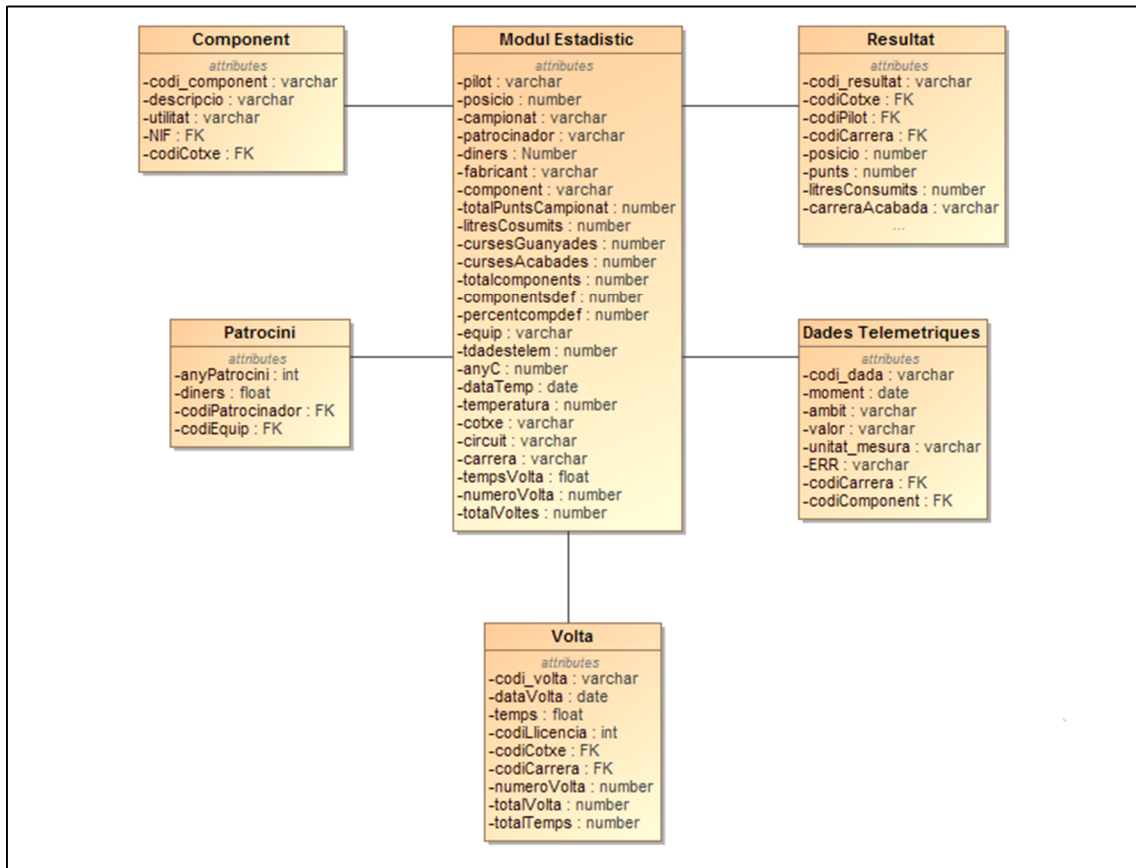 Component
attributes
-codi_component : varchar
-descripcio : varchar
-utilitat : varchar
-NIF : FK
-codiCotxe : FK
Modul Estadistic
attributes
-pilot : varchar
-posicio : number
-campionat : varchar
-patrocinador : varchar
-diners : Number
-fabricant : varchar
-component : varchar
-totalPuntsCampionat : number
-litresCosumits : number
-cursesGuanyades : number
-cursesAcabades : number
-totalcomponents : number
-componentsdef : number
-percentcompdef : number
-equip : varchar
-tdadestelem : number
-anyC : number
-dataTemp : date
-temperatura : number
-cotxe : varchar
-circuit : varchar
-carrera : varchar
-tempsVolta : float
-numeroVolta : number
-totalVoltes : number
Resultat
attributes
-codi_resultat : varchar
-codiCotxe : FK
-codiPilot : FK
-codiCarrera : FK
-posicio : number
-punts : number
-litresConsumits : number
-carreraAcabada : varchar
...
Patrocini
attributes
-anyPatrocini : int
-diners : float
-codiPatrocinador : FK
-codiEquip : FK
Dades Telemetriques
attributes
-codi_dada : varchar
-moment : date
-ambit : varchar
-valor : varchar
-unitat_mesura : varchar
-ERR : varchar
-codiCarrera : FK
-codiComponent : FK
Volta
attributes
-codi_volta : varchar
-dataVolta : date
-temps : float
-codiLlicencia : int
-codiCotxe : FK
-codiCarrera : FK
-numeroVolta : number
-totalVolta : number
-totalTemps : number